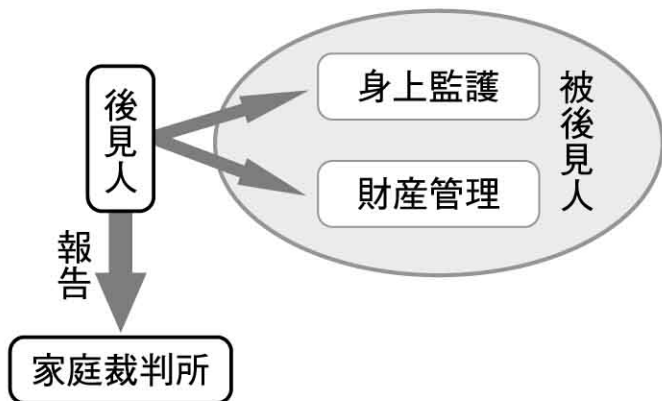 後見人
身上監護
財産管理
被後見人
報告
家庭裁判所